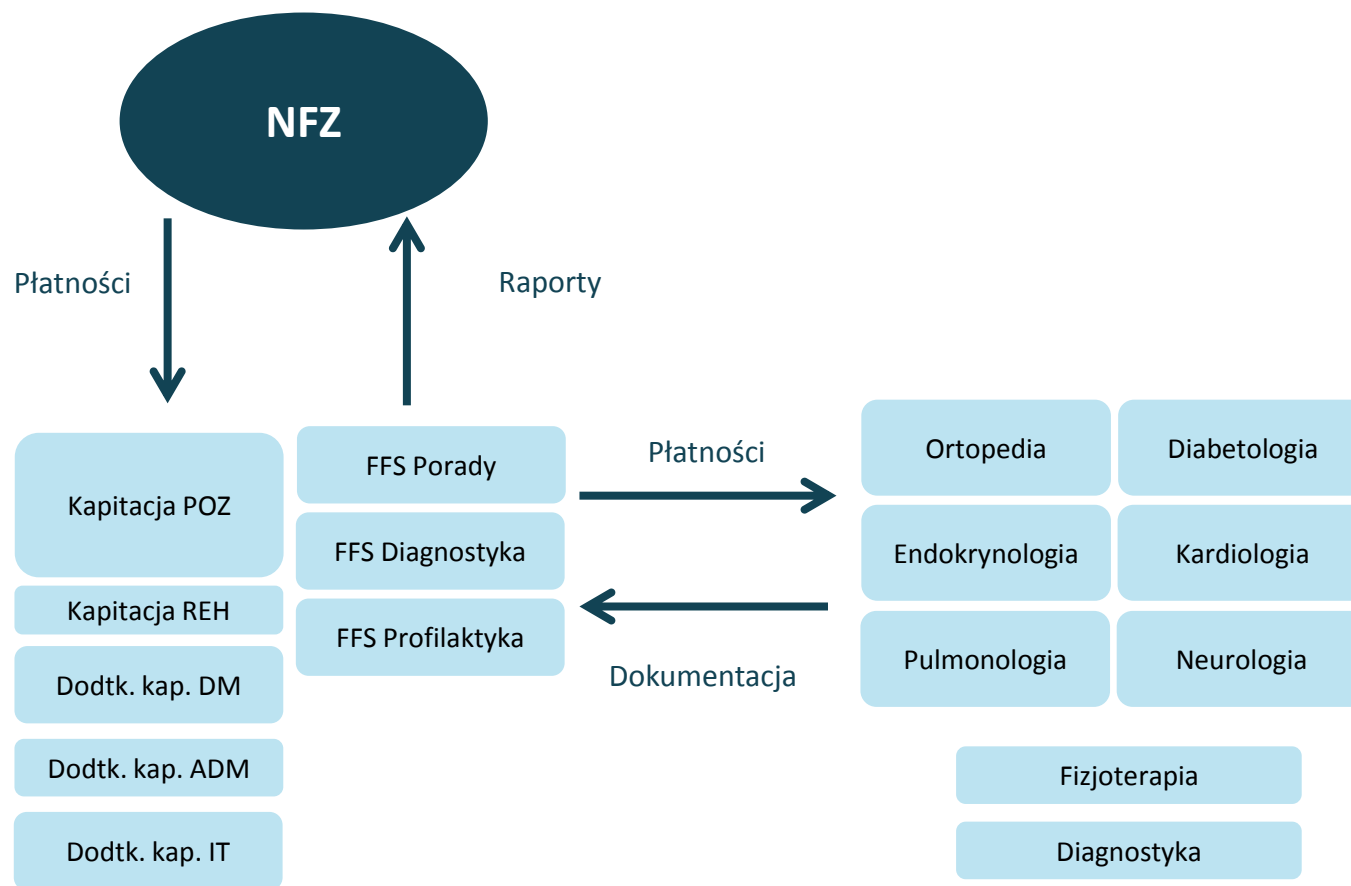 NFZ
Płatności
Raporty
Kapitacja POZ
Kapitacja REH
Dodtk. kap. DM
Dodtk. kap. ADM
Dodtk. kap. IT
FFS Porady
FFS Diagnostyka
FFS Profilaktyka
Płatności
Dokumentacja
Ortopedia
Diabetologia
Endokrynologia
Kardiologia
Pulmonologia
Neurologia
Fizjoterapia
Diagnostyka